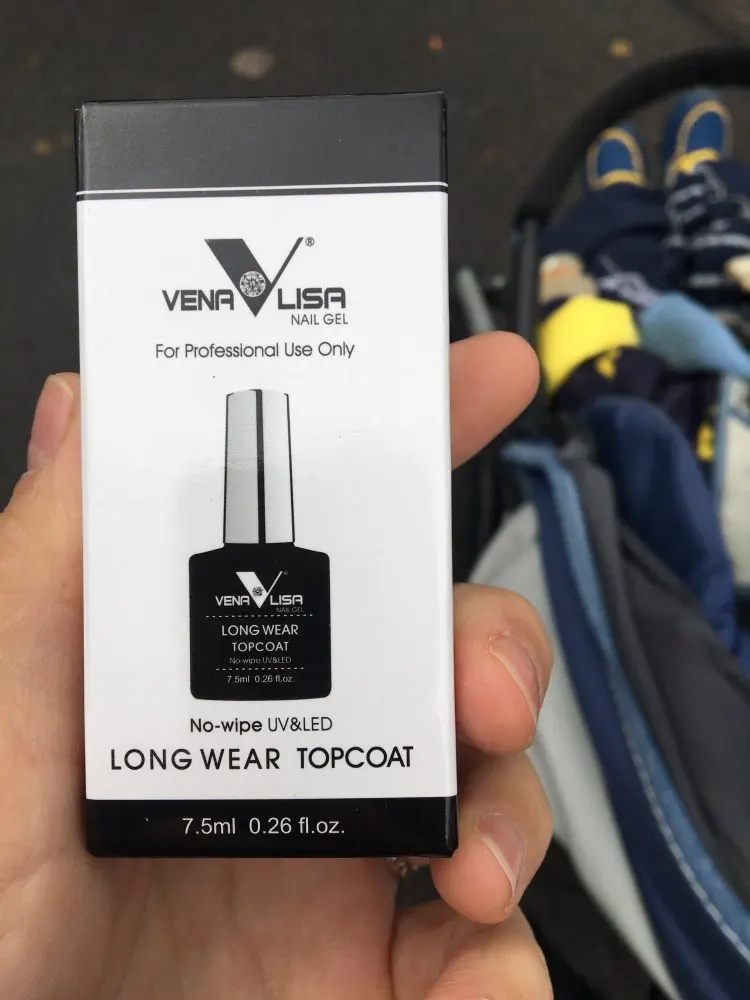 VENA LISA ®
NAIL GEL
For Professional Use Only
VENA LISA
NAIL GEL
LONG WEAR
TOPCOAT
No-wipe UV&LED
7.5ml 0.26 fl.oz.
No-wipe UV&LED
LONG WEAR TOPCOAT
7.5ml 0.26 fl.oz.